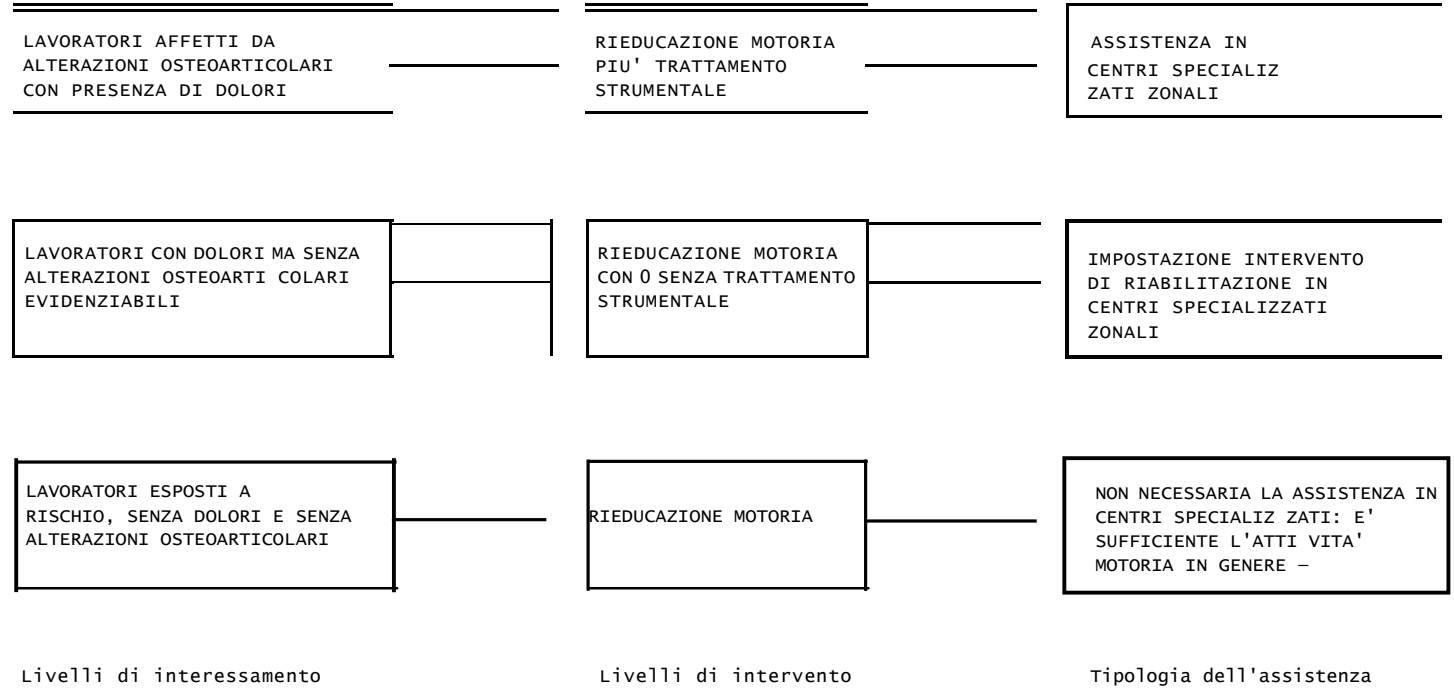 LAVORATORI AFFETTI DA
ALTERAZIONI OSTEOARTICOLARI
CON PRESENZA DI DOLORI
RIEDUCAZIONE MOTORIA
PIU' TRATTAMENTO
STRUMENTALE
ASSISTENZA IN
CENTRI SPECIALIZ
ZATI ZONALI
LAVORATORI CON DOLORI MA SENZA
ALTERAZIONI OSTEOARTI COLARI
EVIDENZIABILI
RIEDUCAZIONE MOTORIA
CON 0 SENZA TRATTAMENTO
STRUMENTALE
IMPOSTAZIONE INTERVENTO
DI RIABILITAZIONE IN
CENTRI SPECIALIZZATI
ZONALI
LAVORATORI ESPOSTI A
RISCHIO, SENZA DOLORI E SENZA
ALTERAZIONI OSTEOARTICOLARI
RIEDUCAZIONE MOTORIA
NON NECESSARIA LA ASSISTENZA IN
CENTRI SPECIALIZ ZATI: E'
SUFFICIENTE L'ATTI VITA'
MOTORIA IN GENERE –
Livelli di interessamento
Livelli di intervento
Tipologia dell'assistenza